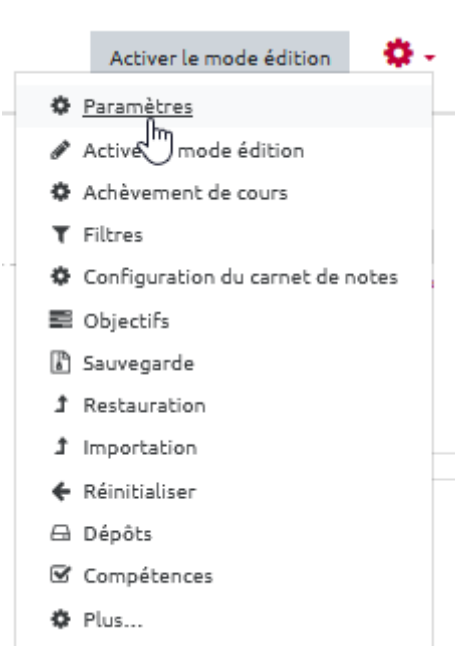 Activer le mode édition
Paramètres
Active mode édition
Achèvement de cours
Filtres
Configuration du carnet de notes
Objectifs
Sauvegarde
Restauration
Importation
Réinitialiser
Dépôts
Compétences
Plus...